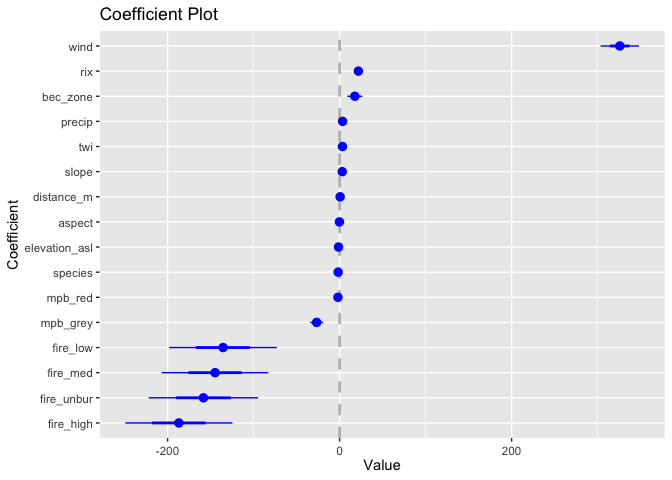 Coefficient Plot
wind
rix
bec_zone
precip
twi
slope
distance_m
aspect
elevation_asl
species
mpb_red
mpb_grey
fire_low
fire_med
fire_unbur
fire_high
Coefficient
-200 0 200
Value